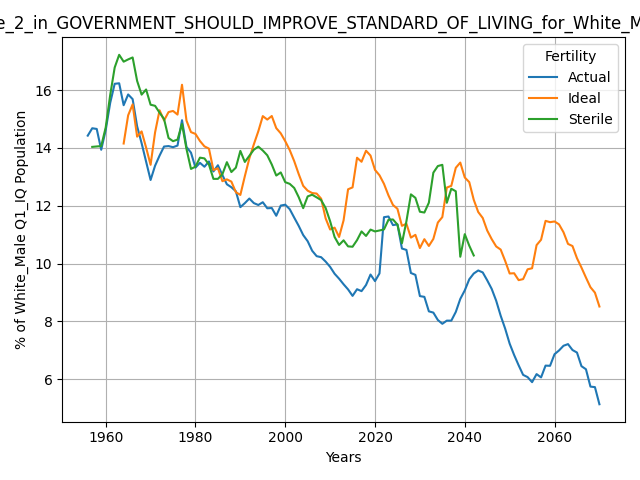 e_2_in_GOVERNMENT_SHOULD_IMPROVE_STANDARD_OF_LIVING_for_White_M
Fertility
Actual
Ideal
Sterile
16
14
12
10
8
6
% of White_Male Q1_IQ Population
1960
1980
2000
2020
2040
2060
Years